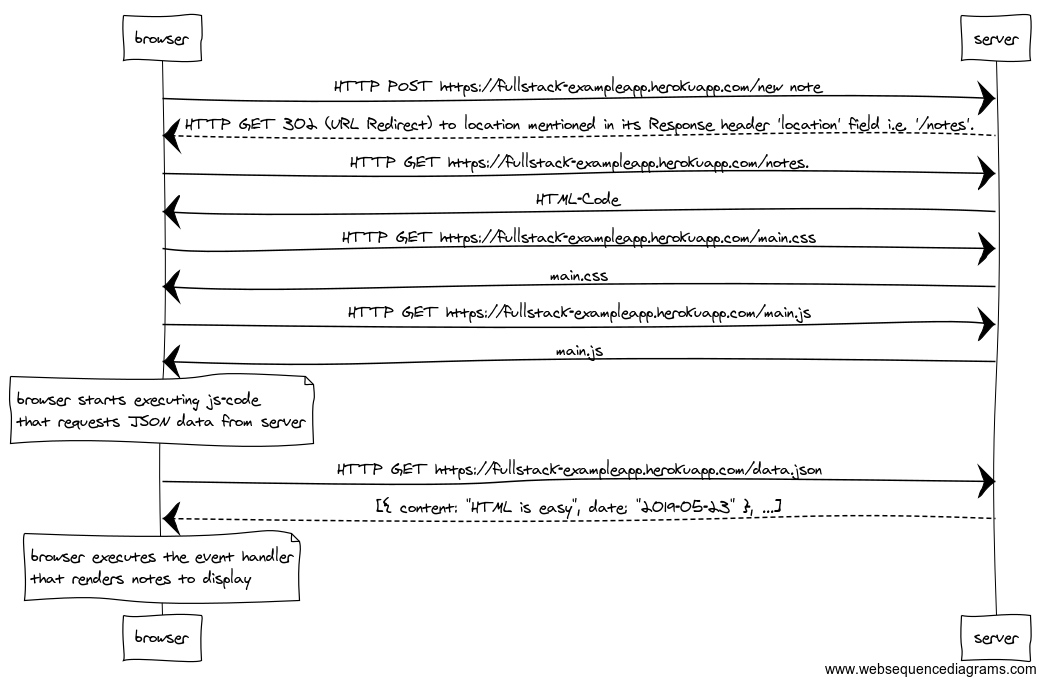 browser
server
HTTP POST https://fullstack-exampleapp.herokuapp.com/new note
HTTP GET 302 (URL Redirect) to location mentioned in its Response header 'location' field i.e. '/notes'.
HTTP GET https://fullstack-exampleapp.herokuapp.com/notes.
HTML-Code
HTTP GET https://fullstack-exampleapp.herokuapp.com/main.css
main.css
HTTP GET https://fullstack-exampleapp.herokuapp.com/main.js
main.js
browser starts executing js-code
that requests JSON data from server
HTTP GET https://fullstack-exampleapp.herokuapp.com/data.json
[{ content: "HTML is easy", date: "2019-05-23" }, ...]
browser executes the event handler
that renders notes to display
browser
server
www.websequencediagrams.com